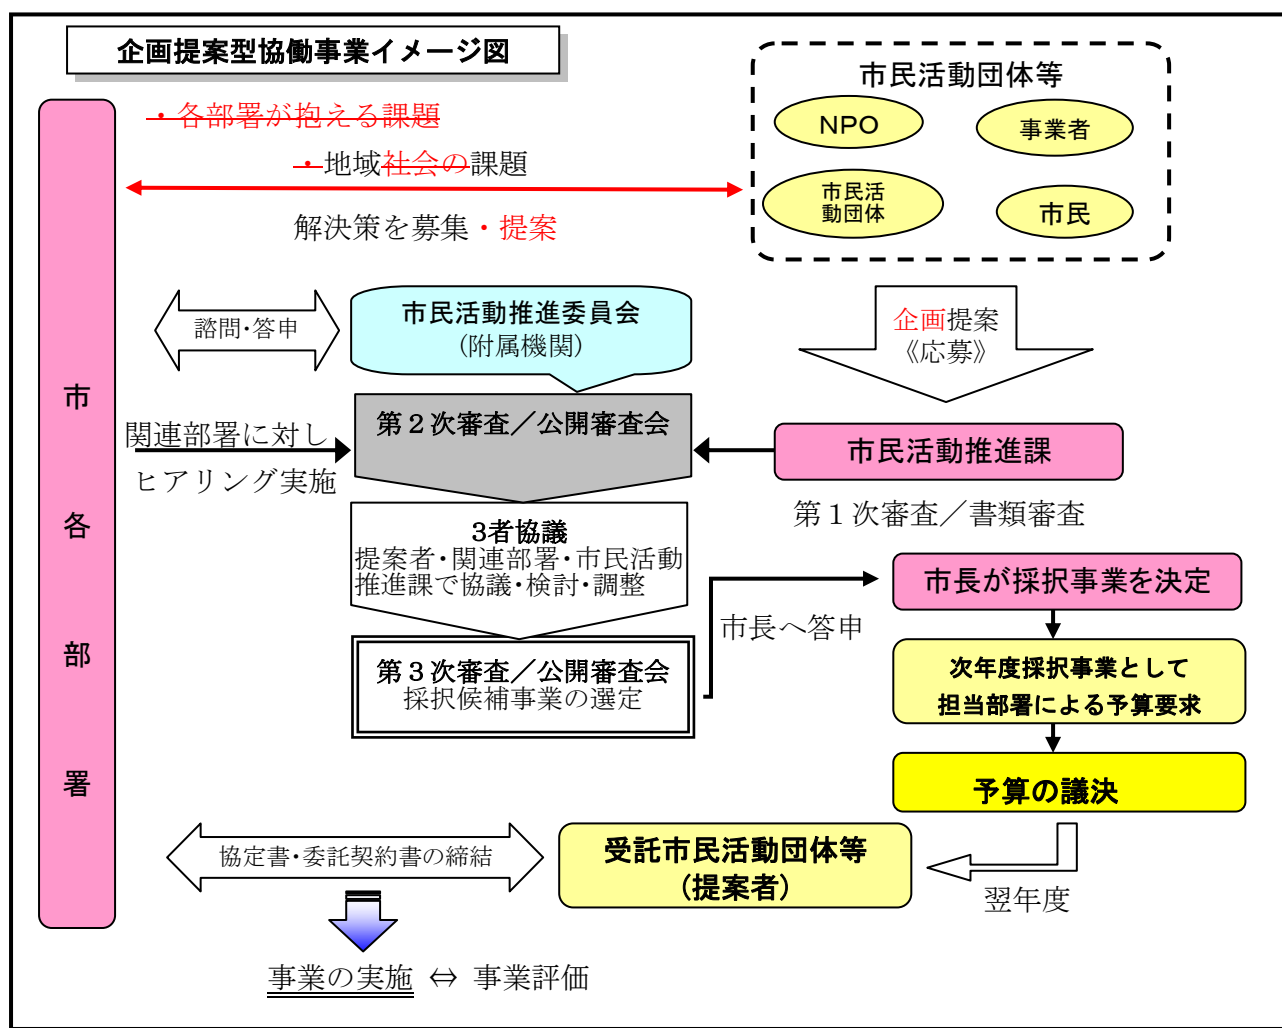 企画提案型協働事業イメージ図
市民活動団体等
NPO
事業者
市民活
動団体
市民
・各部署が抱える課題
・地域社会の課題
解決策を募集・提案
諮問・答申
市民活動推進委員会
(附属機関)
企画提案
《応募》
市
各
部
署
関連部署に対し
ヒアリング実施
第2次審査／公開審査会
市民活動推進課
第1次審査／書類審査
3者協議
提案者・関連部署・市民活動
推進課で協議・検討・調整
市長へ答申
市長が採択事業を決定
第3次審査／公開審査会
採択候補事業の選定
次年度採択事業として
担当部署による予算要求
予算の議決
協定書・委託契約書の締結
受託市民活動団体等
(提案者)
翌年度
事業の実施 ⇔ 事業評価